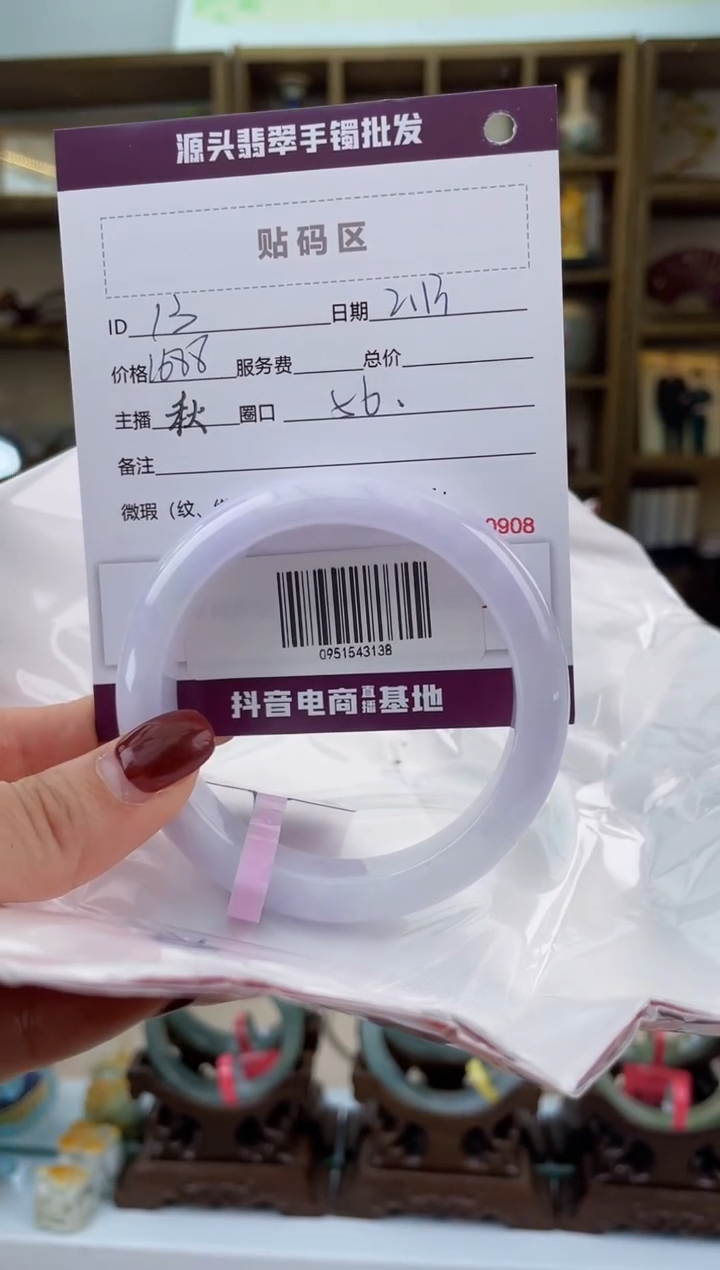 源头翡翠手镯批发
贴码区
ID 13 日期 2.13
价格 1688 服务费 总价
主播 秋 圈口 56.
备注
微瑕（纹、
0908
0951543138
抖音电商直播基地